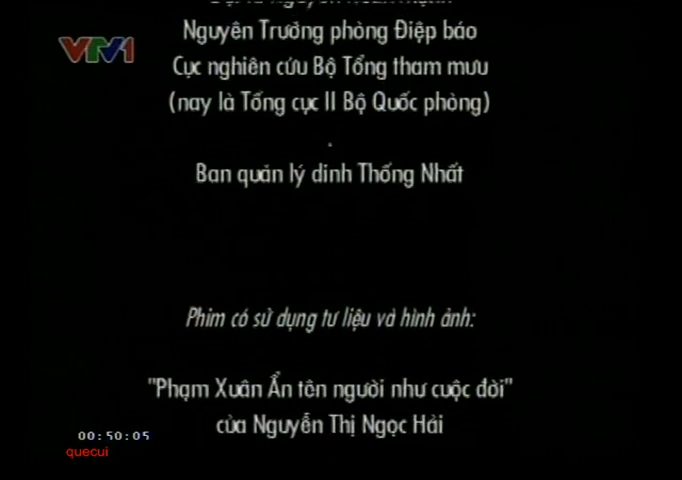 VTV1
Nguyên Trưởng phòng Điệp báo
Cục nghiên cứu Bộ Tổng tham mưu
(nay là Tổng cục II Bộ Quốc phòng)
Ban quản lý dinh Thống Nhất
Phim có sử dụng tư liệu và hình ảnh:
"Phạm Xuân Ẩn tên người như cuộc đời"
của Nguyễn Thị Ngọc Hải
00:50:05
quecui